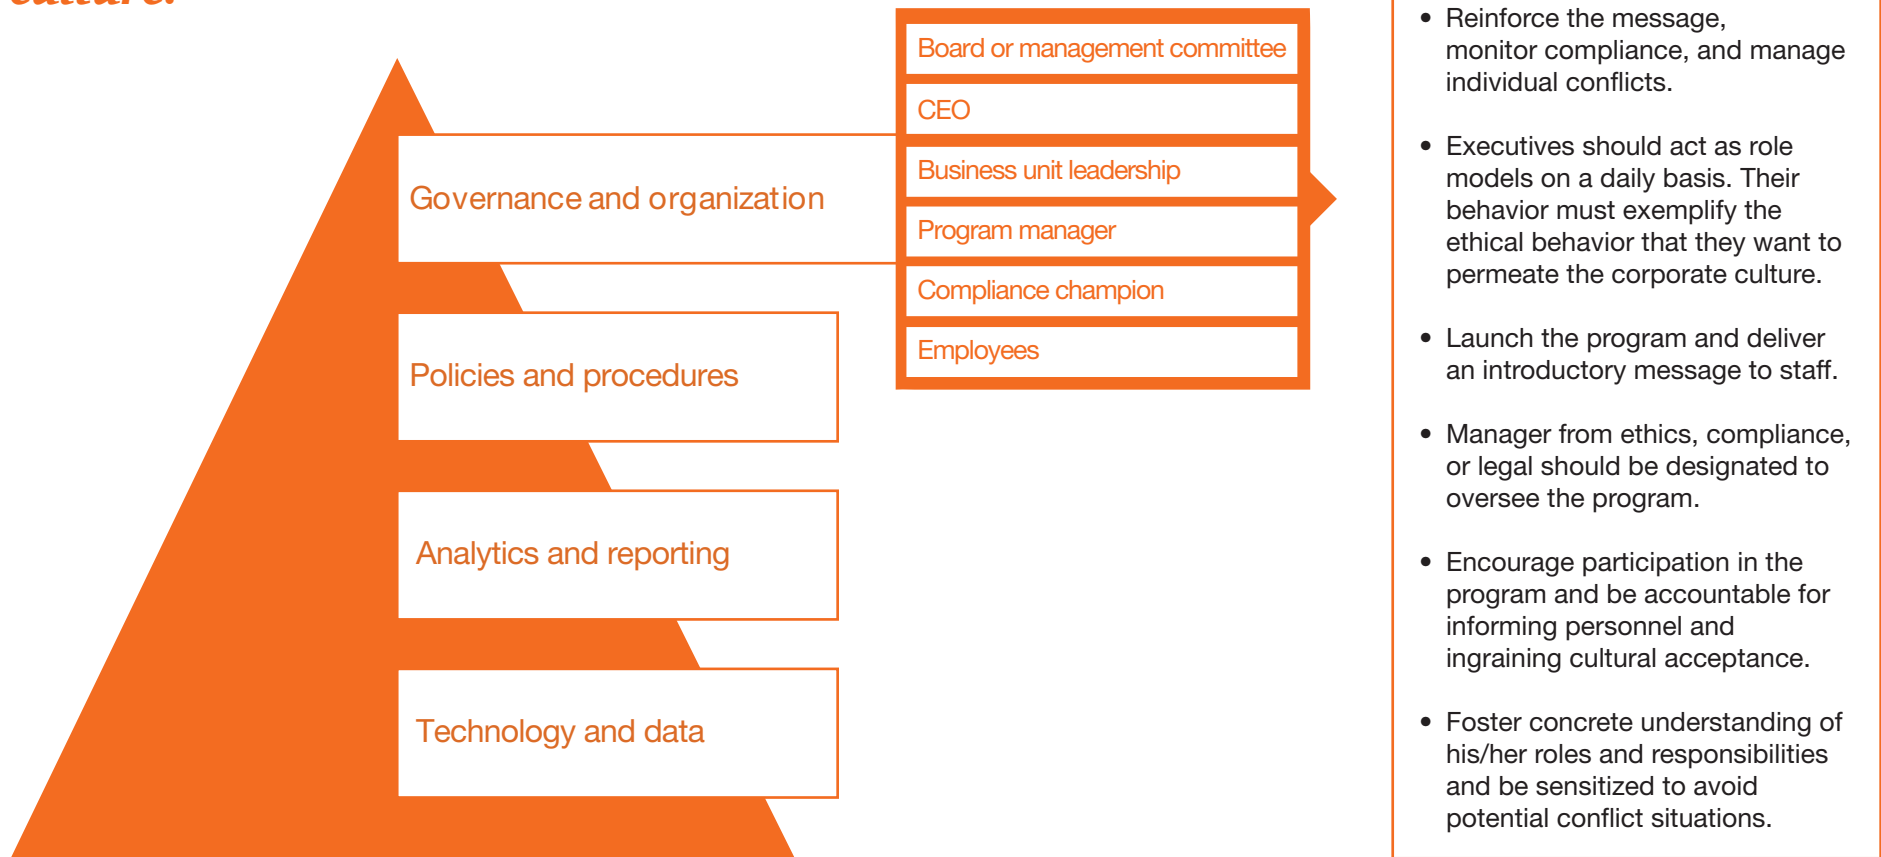 culture.
Governance and organization
Policies and procedures
Analytics and reporting
Technology and data
Board or management committee
CEO
Business unit leadership
Program manager
Compliance champion
Employees
• Reinforce the message,
monitor compliance, and manage
individual conflicts.
• Executives should act as role
models on a daily basis. Their
behavior must exemplify the
ethical behavior that they want to
permeate the corporate culture.
• Launch the program and deliver
an introductory message to staff.
• Manager from ethics, compliance,
or legal should be designated to
oversee the program.
• Encourage participation in the
program and be accountable for
informing personnel and
ingraining cultural acceptance.
• Foster concrete understanding of
his/her roles and responsibilities
and be sensitized to avoid
potential conflict situations.